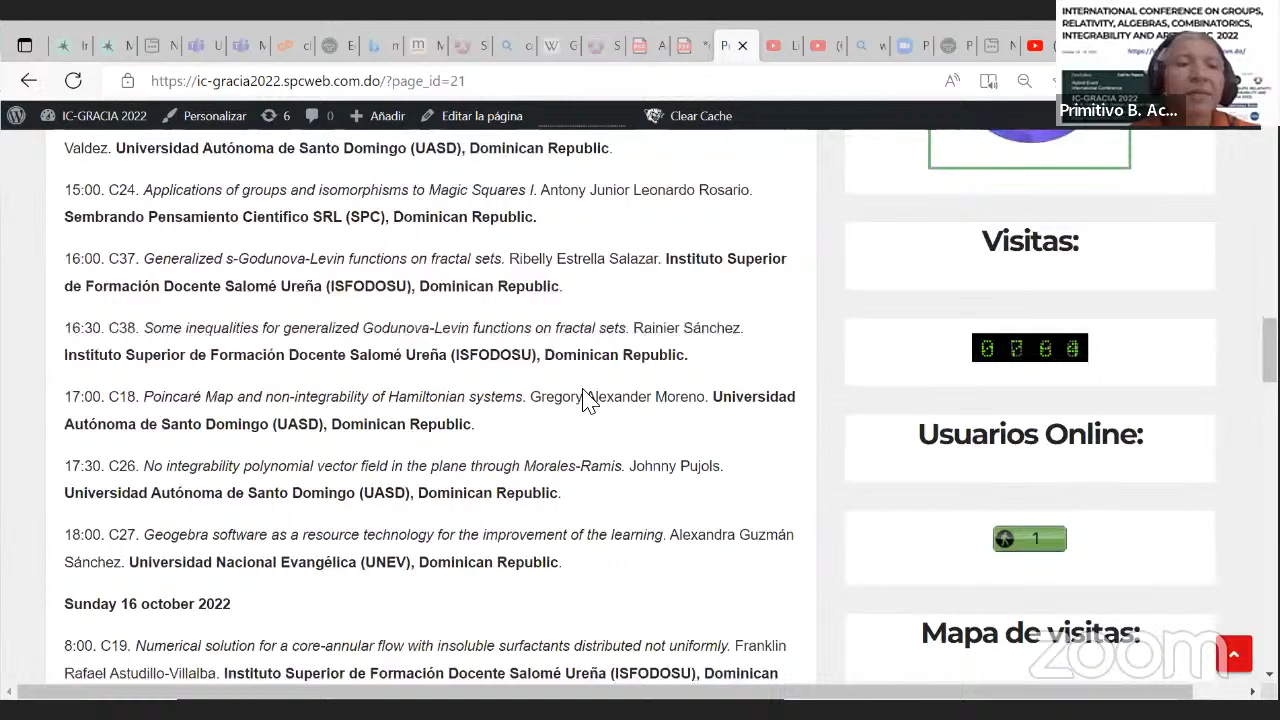 INTERNATIONAL CONFERENCE ON GROUPS,
RELATIVITY, ALGEBRAS, COMBINATORICS,
2022
Primitivo B. Ac...
https://ic-gracia2022.spcweb.com.do/?page_id=21
IC-GRACIA 2022
Personalizar
0
Editar la página
Clear Cache
Valdez. Universidad Autónoma de Santo Domingo (UASD), Dominican Republic.
15:00. C24. Applications of groups and isomorphisms to Magic Squares I. Antony Junior Leonardo Rosario.
Sembrando Pensamiento Científico SRL (SPC), Dominican Republic.
16:00. C37. Generalized s-Godunova-Levin functions on fractal sets. Ribelly Estrella Salazar. Instituto Superior
de Formación Docente Salomé Ureña (ISFODOSU), Dominican Republic.
16:30. C38. Some inequalities for generalized Godunova-Levin functions on fractal sets. Rainier Sánchez.
Instituto Superior de Formación Docente Salomé Ureña (ISFODOSU), Dominican Republic.
17:00. C18. Poincaré Map and non-integrability of Hamiltonian systems. Gregory Alexander Moreno. Universidad
Autónoma de Santo Domingo (UASD), Dominican Republic.
17:30. C26. No integrability polynomial vector field in the plane through Morales-Ramis. Johnny Pujols.
Universidad Autónoma de Santo Domingo (UASD), Dominican Republic.
18:00. C27. Geogebra software as a resource technology for the improvement of the learning. Alexandra Guzmán
Sánchez. Universidad Nacional Evangélica (UNEV), Dominican Republic.
Sunday 16 october 2022
8:00. C19. Numerical solution for a core-annular flow with insoluble surfactants distributed not uniformly. Franklin
Rafael Astudillo-Villalba. Instituto Superior de Formación Docente Salomé Ureña (ISFODOSU), Dominican
Visitas:
Usuarios Online:
1
Mapa de visitas:
zoom